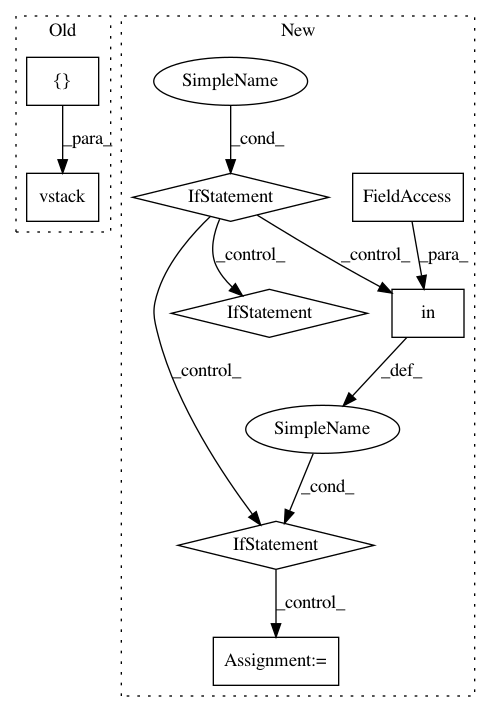 Old
New
{}
SimpleName
_para_
_cond_
vstack
IfStatement
FieldAccess
_control_
_control_
_para_
IfStatement
in
_control_
_def_
SimpleName
_cond_
IfStatement
_control_
Assignment:=